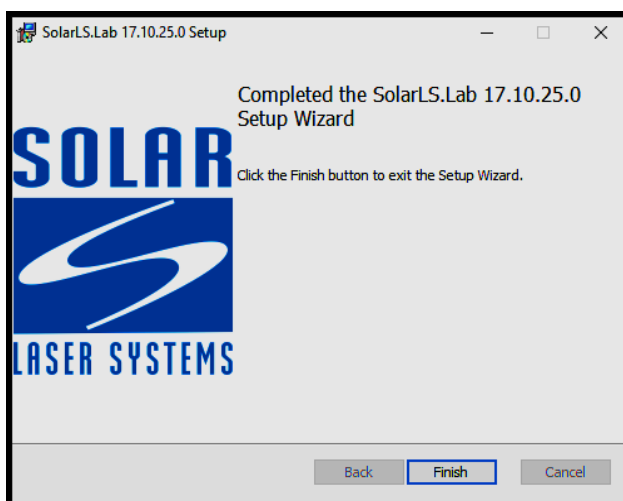 SolarLS.Lab 17.10.25.0 Setup
Completed the SolarLS.Lab 17.10.25.0
Setup Wizard
SOLAR
Click the Finish button to exit the Setup Wizard.
LASER SYSTEMS
Back Finish Cancel